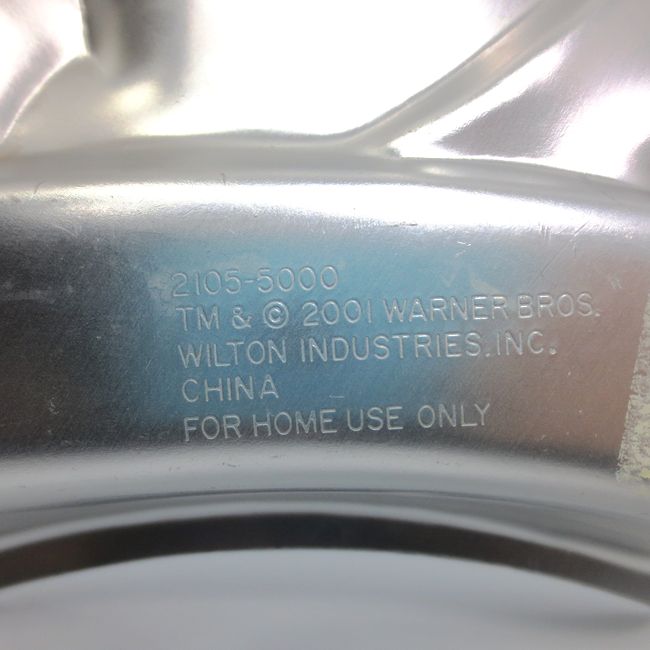 2105-5000
TM & © 2001 WARNER BROS.
WILTON INDUSTRIES, INC.
CHINA
FOR HOME USE ONLY